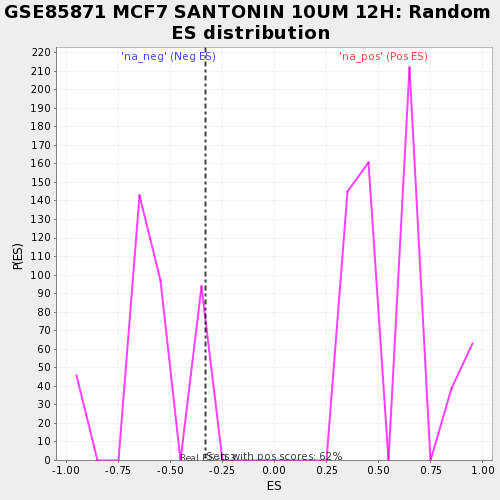 GSE85871 MCF7 SANTONIN 10UM 12H: Random
ES distribution
'na_neg' (Neg ES)
'na_pos' (Pos ES)
220
210
200
190
180
170
160
150
140
130
120
110
100
90
80
70
60
50
40
30
20
10
0
P(ES)
Sets with pos scores: 62%
-1.00 -0.75 -0.50 -0.25 0.00 0.25 0.50 0.75 1.00
ES